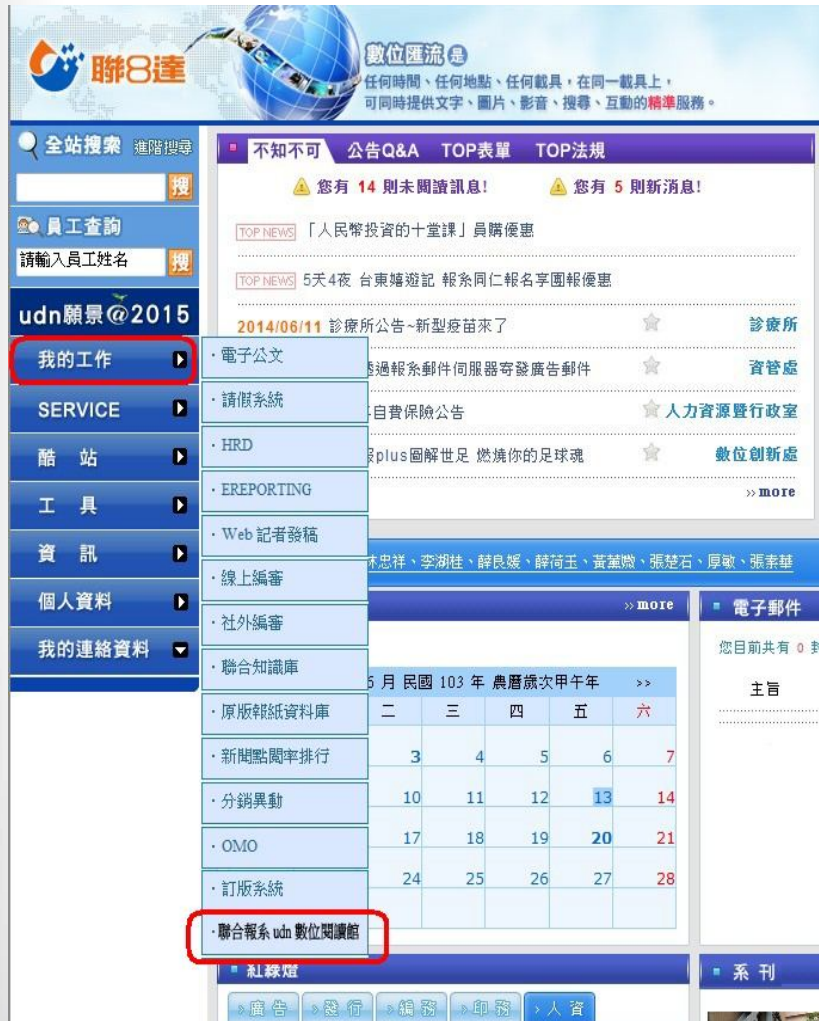 聯8達
數位匯流 是
任何時間、任何地點、任何載具，在同一載具上，
可同時提供文字、圖片、影音、搜尋、互動的精準服務。
全站搜索 進階搜尋
搜
員工查詢
請輸入員工姓名 搜
udn願景@2015
我的工作
SERVICE
酷 站
工 具
資 訊
個人資料
我的連絡資料
·電子公文
·請假系統
·HRD
·EREPORTING
·Web 記者發稿
·線上編審
·社外編審
·聯合知識庫
·原版報紙資料庫
·新聞點閱率排行
·分銷異動
·OMO
·訂版系統
·聯合報系 udn 數位閱讀館
不知不可 公告Q&A TOP表單 TOP法規
您有 14 則未閱讀訊息! 您有 5 則新消息!
TOP NEWS 「人民幣投資的十堂課」員購優惠
TOP NEWS 5天4夜 台東嬉遊記 報系同仁報名享團報優惠
2014/06/11 診療所公告~新型疫苗來了 診療所
透過報系郵件伺服器寄發廣告郵件 資管處
自費保險公告 人力資源暨行政室
plus圖解世足 燃燒你的足球魂 數位創新處
»more
林忠祥、李湖桂、薛良媛、薛荷玉、黃、張楚石、厚敏、張素華
»more
電子郵件
您目前共有 0 封
主旨
6 月 民國 103 年 農曆歲次甲午年 >>
二 三 四 五 六
3 4 5 6 7
10 11 12 13 14
17 18 19 20 21
24 25 26 27 28
紅綠燈
系 刊
»廣 告 »發 行 »編 務 »印 務 »人 資